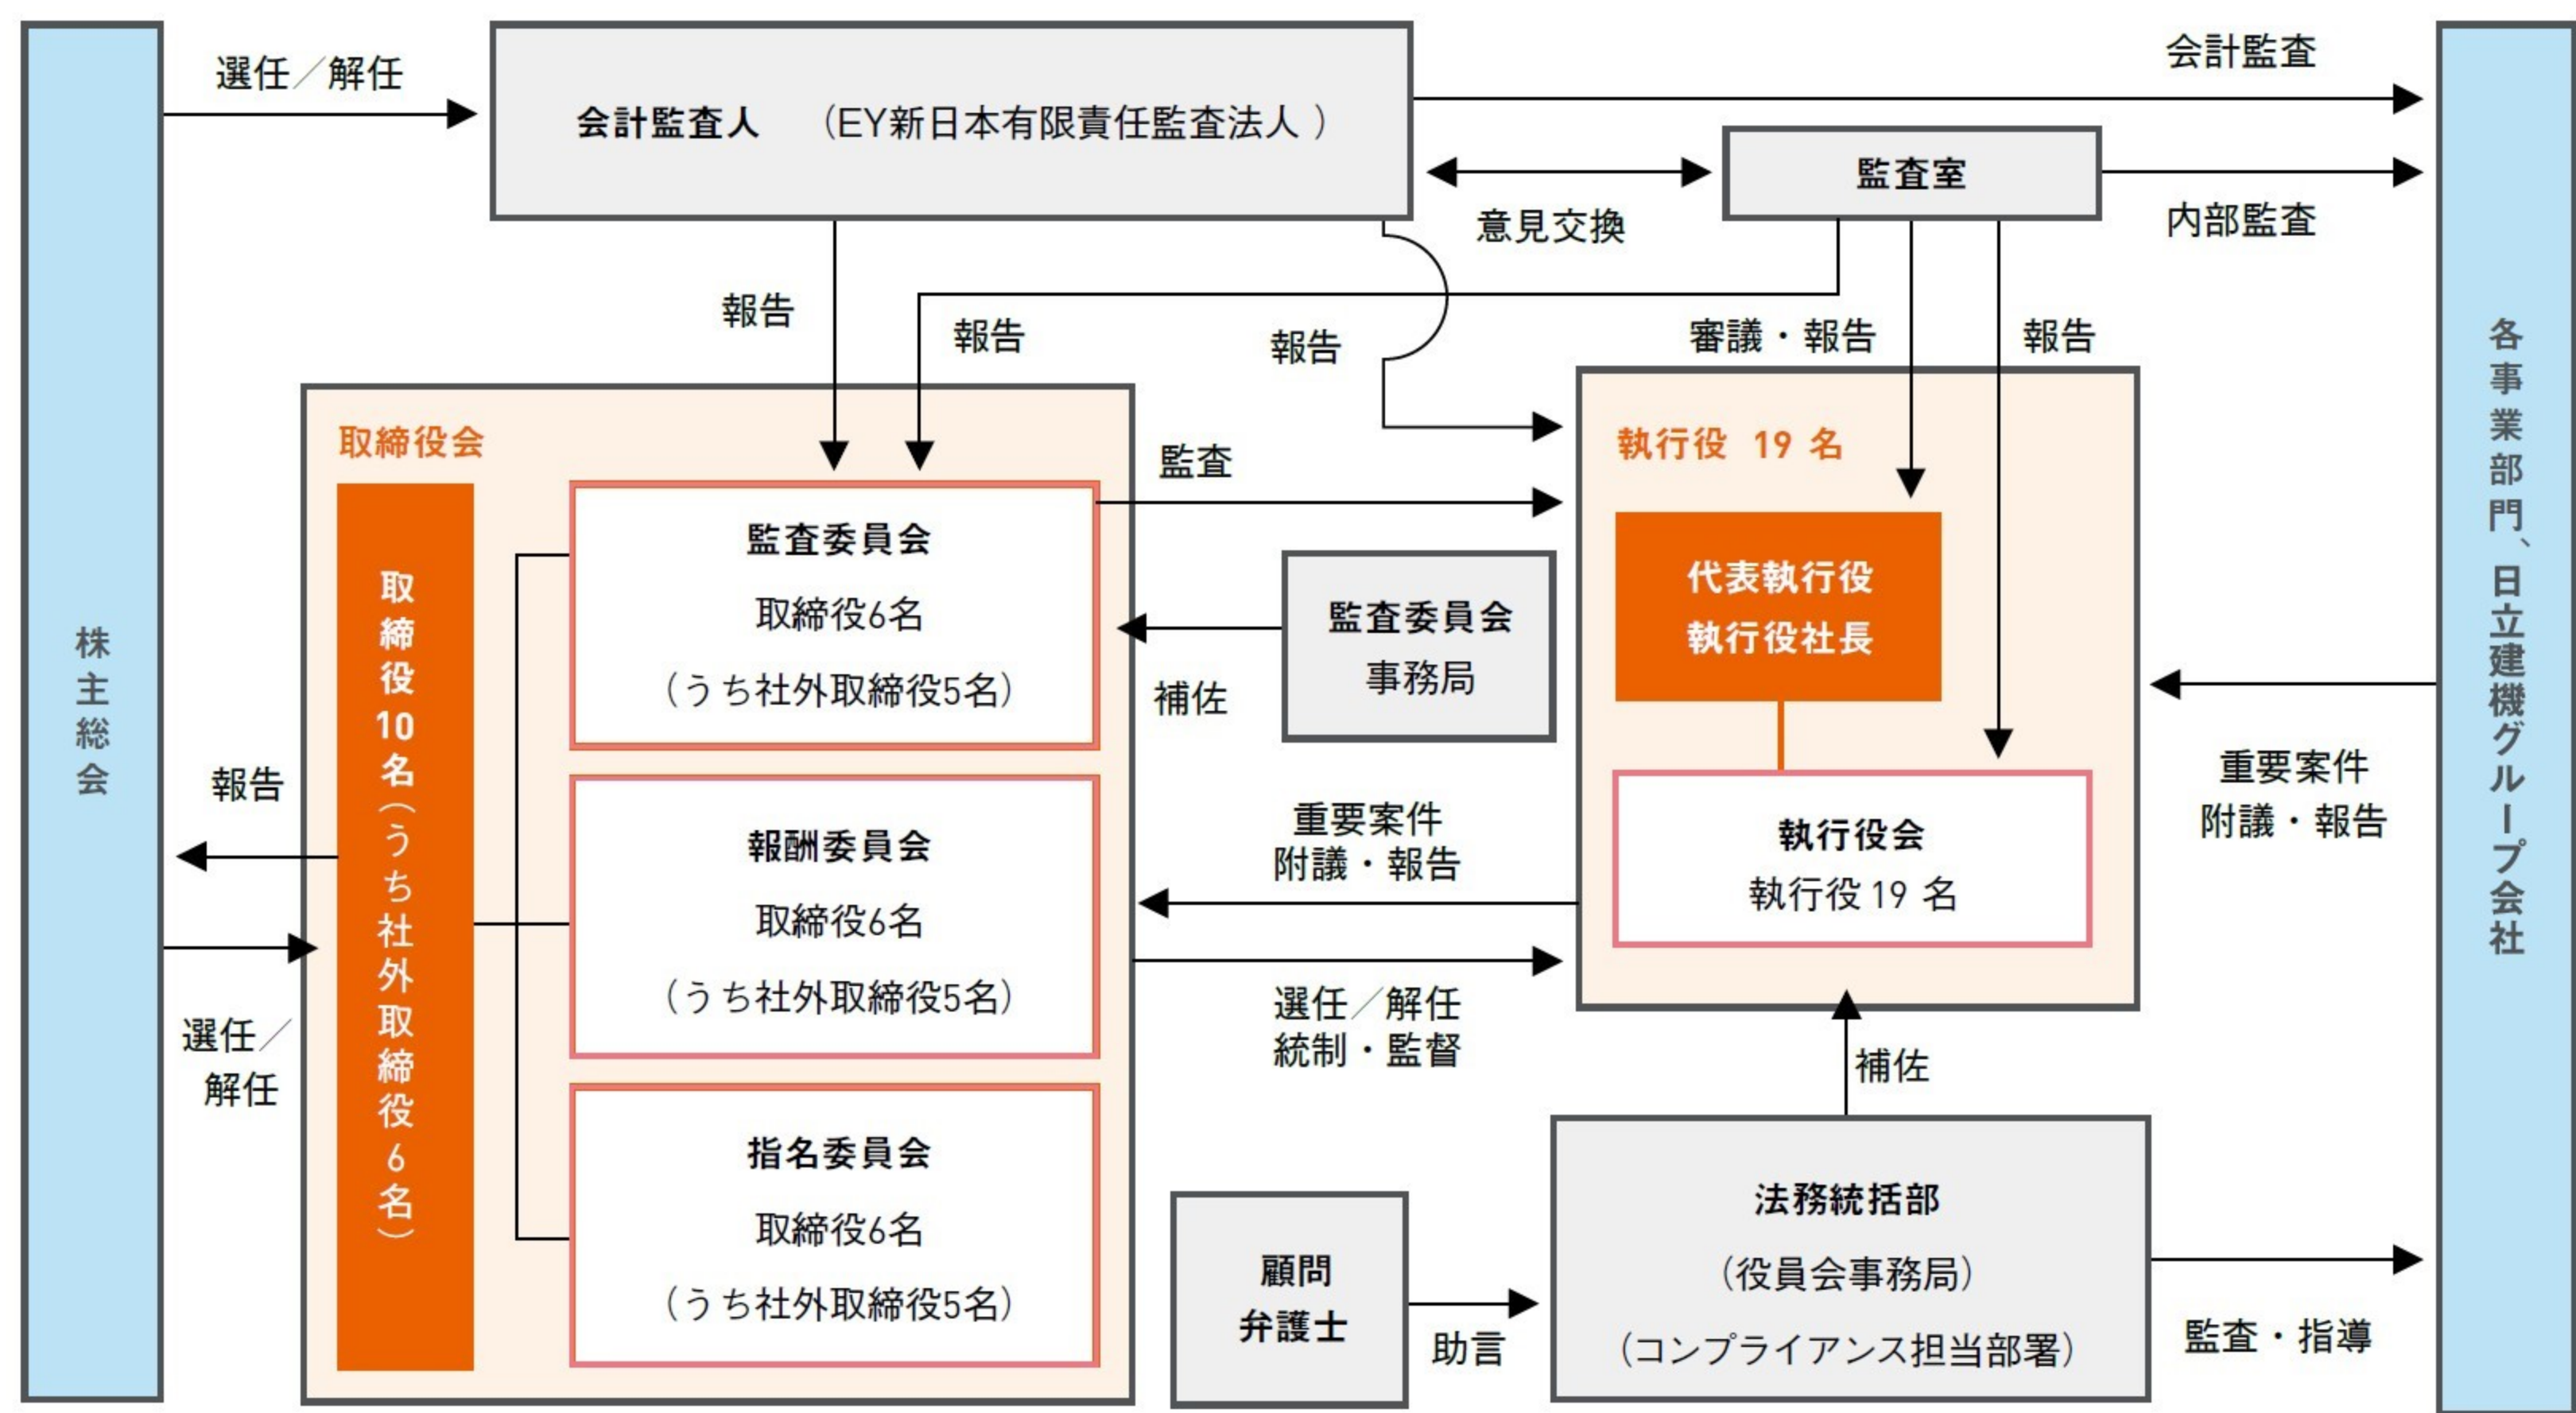 株主総会
選任／解任
会計監査人　（EY新日本有限責任監査法人 ）
会計監査
意見交換
監査室
内部監査
報告
報告
報告
審議・報告
報告
取締役会
取締役10名（うち社外取締役6名）
監査委員会
取締役6名
（うち社外取締役5名）
報酬委員会
取締役6名
（うち社外取締役5名）
指名委員会
取締役6名
（うち社外取締役5名）
報告
選任／
解任
監査
監査委員会
事務局
補佐
重要案件
附議・報告
選任／解任
統制・監督
執行役 19 名
代表執行役
執行役社長
執行役会
執行役 19 名
補佐
顧問
弁護士
助言
法務統括部
（役員会事務局）
（コンプライアンス担当部署）
重要案件
附議・報告
監査・指導
各事業部門、日立建機グループ会社